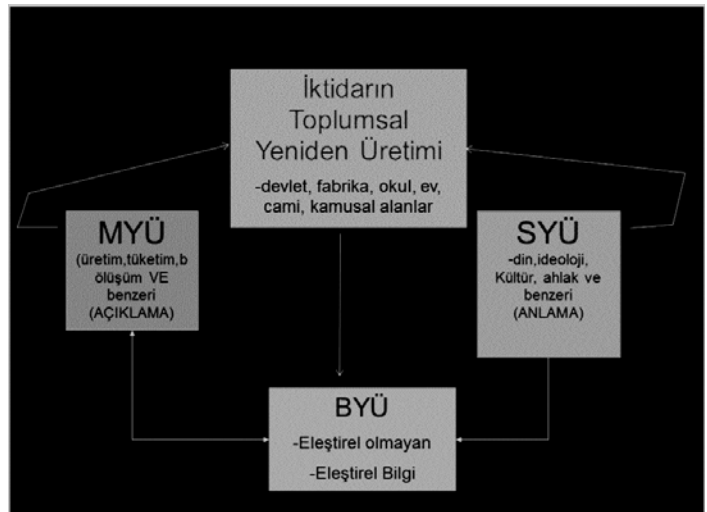 İktidarın
Toplumsal
Yeniden Üretimi
-devlet, fabrika, okul, ev,
cami, kamusal alanlar
MYÜ
(üretim,tüketim,b
ölüşüm VE
benzeri
(AÇIKLAMA)
SYÜ
-din,ideoloji,
Kültür, ahlak ve
benzeri
(ANLAMA)
BYÜ
-Eleştirel olmayan
-Eleştirel Bilgi